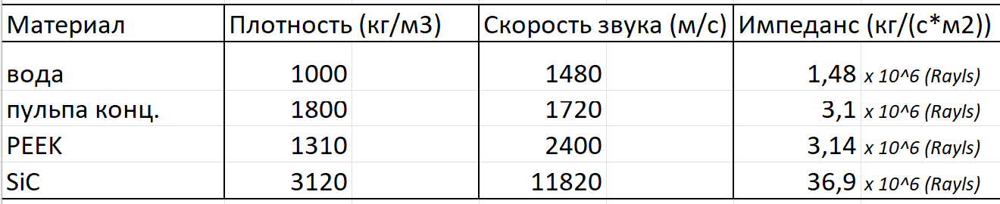 Материал Плотность (кг/м3) Скорость звука (м/с) Импеданс (кг/(с*м2))
вода 1000 1480 1,48 x 10^6 (Rayls)
пульпа конц. 1800 1720 3,1 x 10^6 (Rayls)
PEEK 1310 2400 3,14 x 10^6 (Rayls)
SiC 3120 11820 36,9 x 10^6 (Rayls)